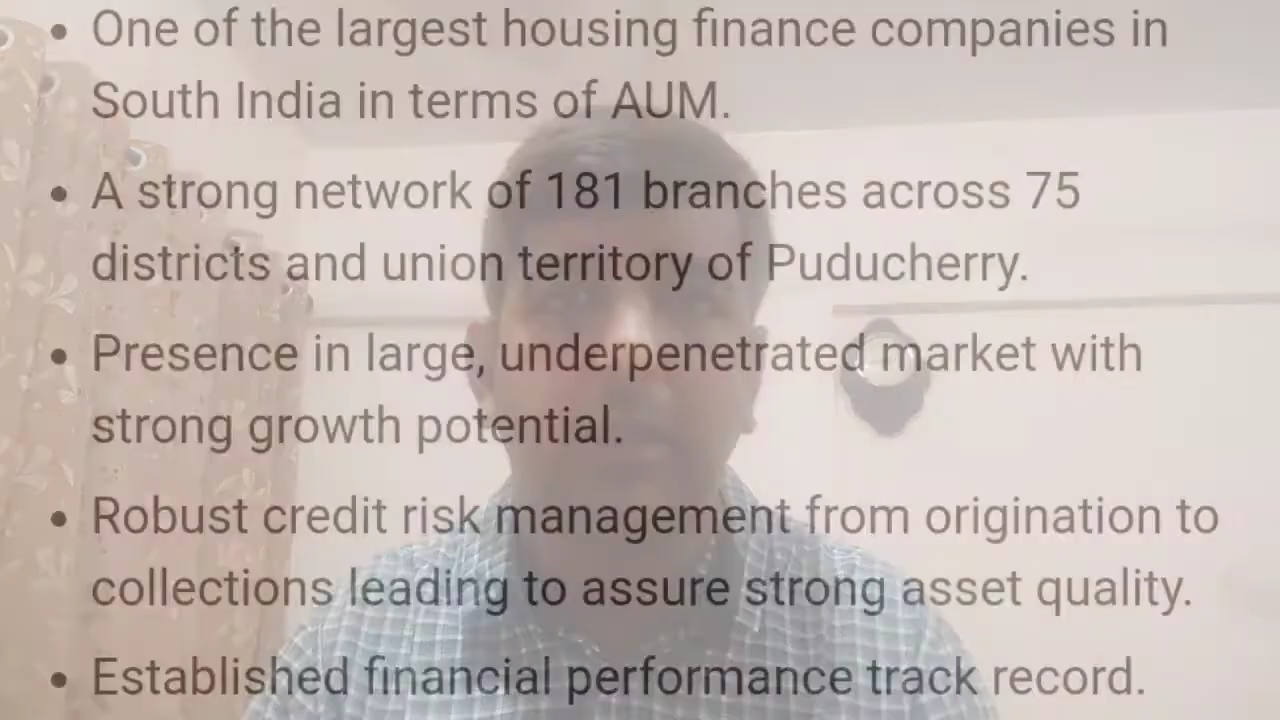 • One of the largest housing finance companies in
South India in terms of AUM.
• A strong network of 181 branches across 75
districts and union territory of Puducherry.
• Presence in large, underpenetrated market with
strong growth potential.
• Robust credit risk management from origination to
collections leading to assure strong asset quality.
• Established financial performance track record.